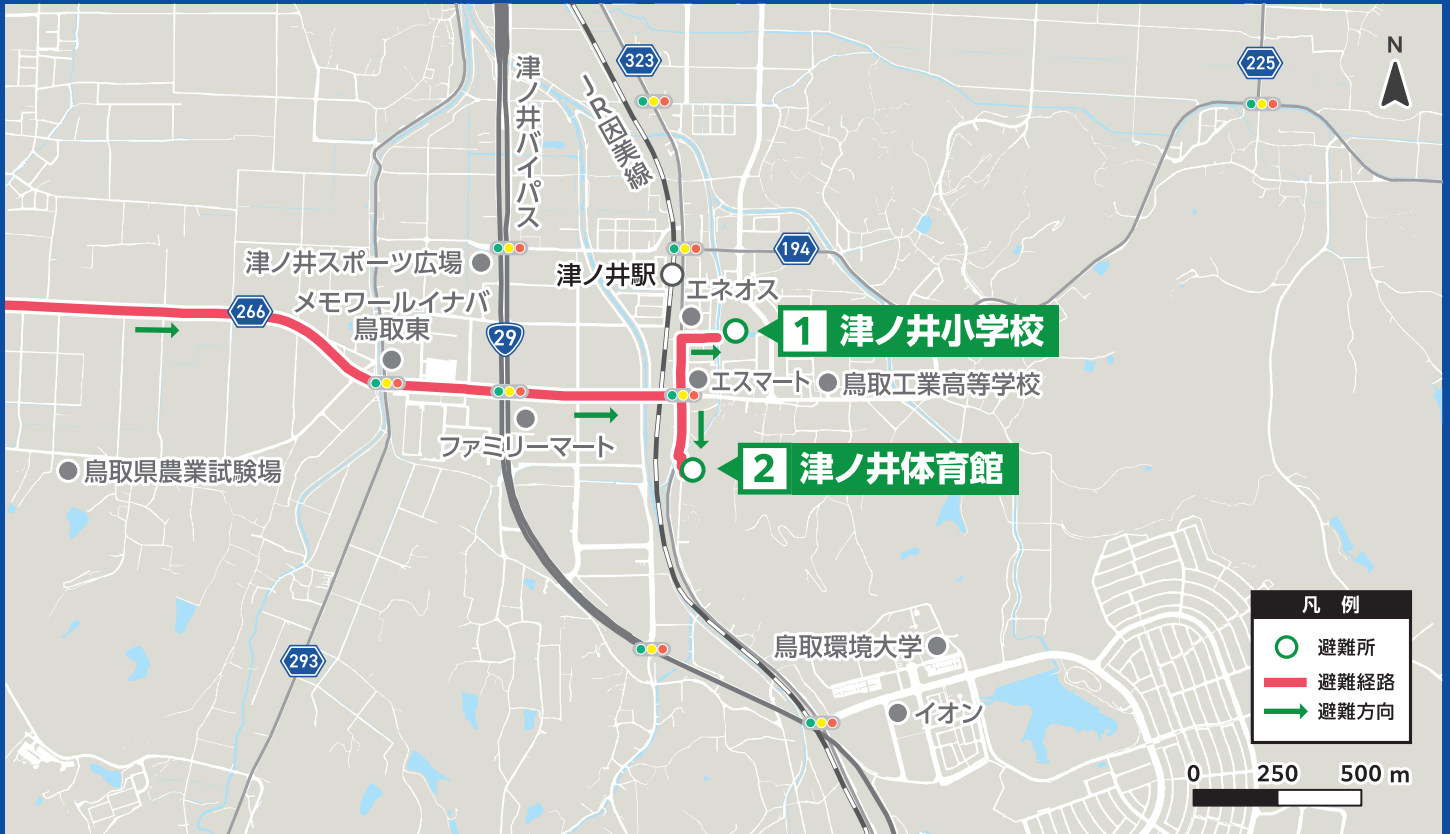 323
225
N
津ノ井バイパス
JR因美線
194
津ノ井スポーツ広場
津ノ井駅
エネオス
266
メモワールイナバ
鳥取東
29
1 津ノ井小学校
エスマート
鳥取工業高等学校
ファミリーマート
鳥取県農業試験場
2 津ノ井体育館
凡 例
避難所
避難経路
避難方向
293
鳥取環境大学
イオン
0 250 500 m